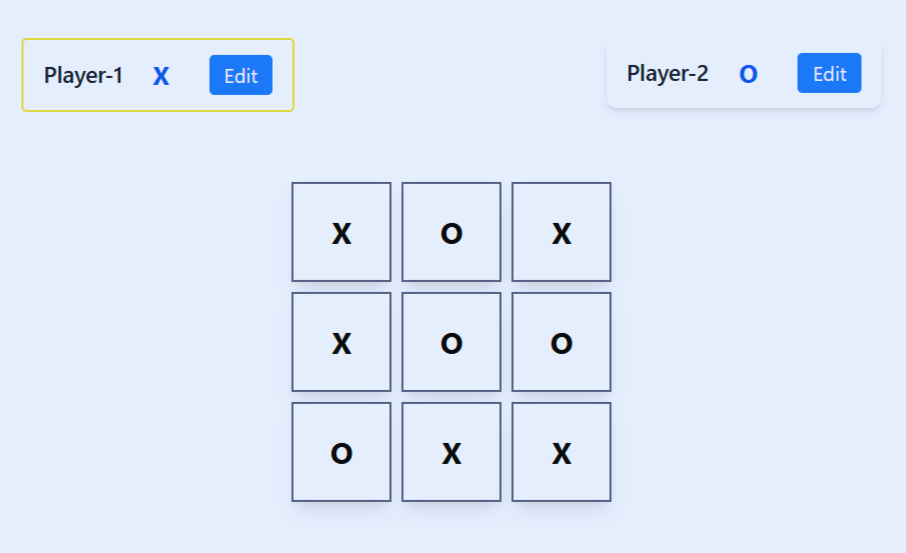 Player-1 X Edit
Player-2 O Edit
X O X
X O O
O X X